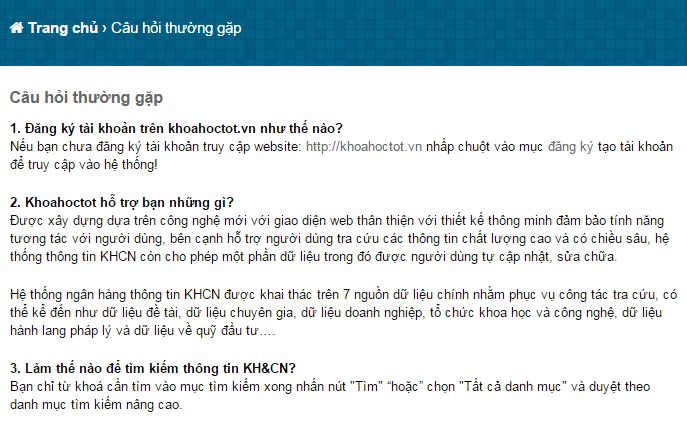 Trang chủ › Câu hỏi thường gặp
Câu hỏi thường gặp
1. Đăng ký tài khoản trên khoahoctot.vn như thế nào?
Nếu bạn chưa đăng ký tài khoản truy cập website: http://khoahoctot.vn nhấp chuột vào mục đăng ký tạo tài khoản
để truy cập vào hệ thống!
2. Khoahoctot hỗ trợ bạn những gì?
Được xây dựng dựa trên công nghệ mới với giao diện web thân thiện với thiết kế thông minh đảm bảo tính năng
tương tác với người dùng, bên cạnh hỗ trợ người dùng tra cứu các thông tin chất lượng cao và có chiều sâu, hệ
thống thông tin KHCN còn cho phép một phần dữ liệu trong đó được người dùng tự cập nhật, sửa chữa.
Hệ thống ngân hàng thông tin KHCN được khai thác trên 7 nguồn dữ liệu chính nhằm phục vụ công tác tra cứu, có
thể kể đến như dữ liệu đề tài, dữ liệu chuyên gia, dữ liệu doanh nghiệp, tổ chức khoa học và công nghệ, dữ liệu
hành lang pháp lý và dữ liệu về quỹ đầu tư....
3. Làm thế nào để tìm kiếm thông tin KH&CN?
Bạn chỉ từ khoá cần tìm vào mục tìm kiếm xong nhấn nút "Tìm" “hoặc” chọn "Tất cả danh mục" và duyệt theo
danh mục tìm kiếm nâng cao.